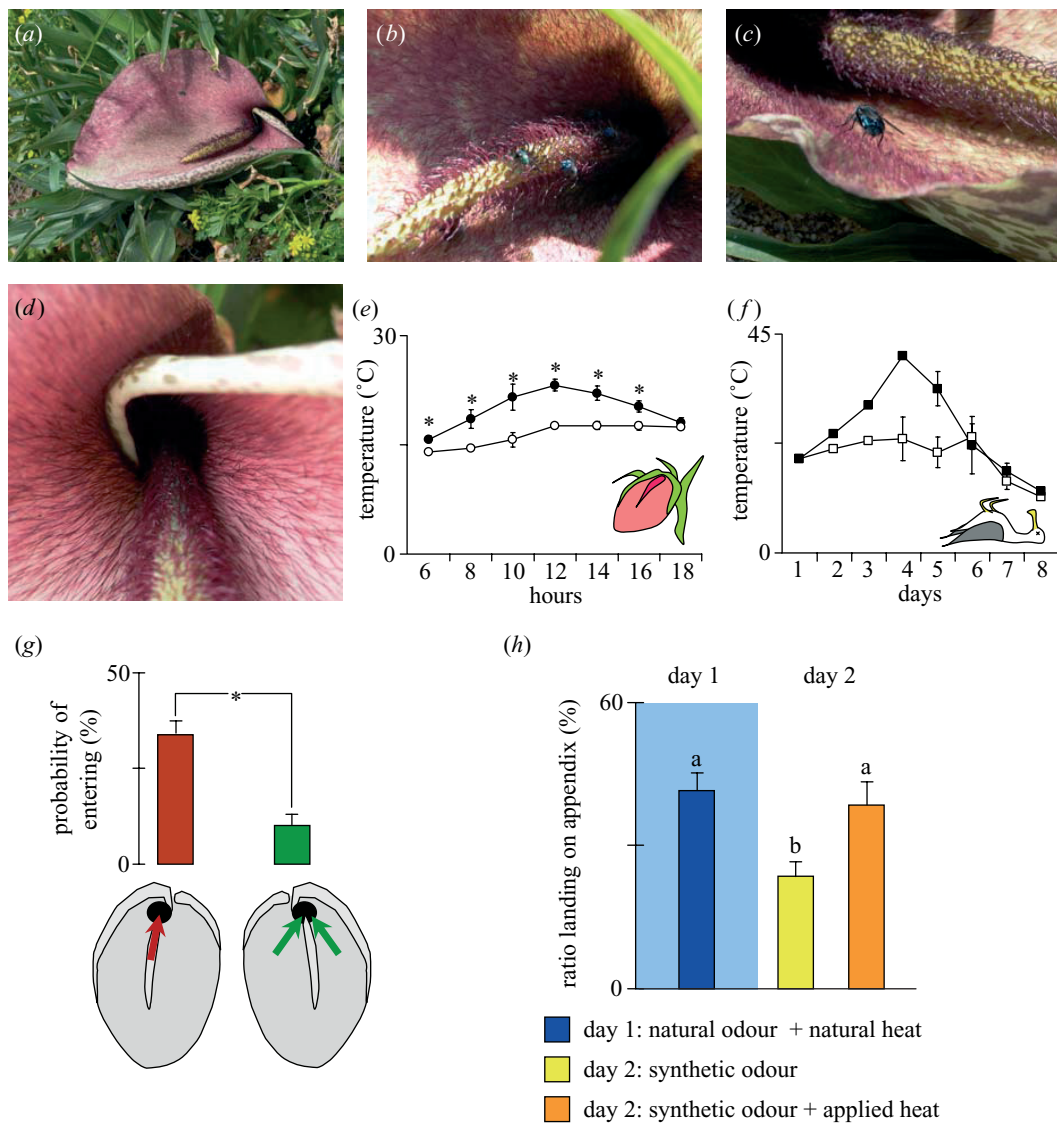 (a)
(b)
(c)
(d)
(e)
30
temperature (˚C)
0
6 8 10 12 14 16 18
hours
* * * * * *
(f)
45
temperature (˚C)
0
1 2 3 4 5 6 7 8
days
(g)
50
probability of
entering (%)
0
*
(h)
day 1 day 2
60
ratio landing on appendix (%)
0
a
b
a
day 1: natural odour + natural heat
day 2: synthetic odour
day 2: synthetic odour + applied heat